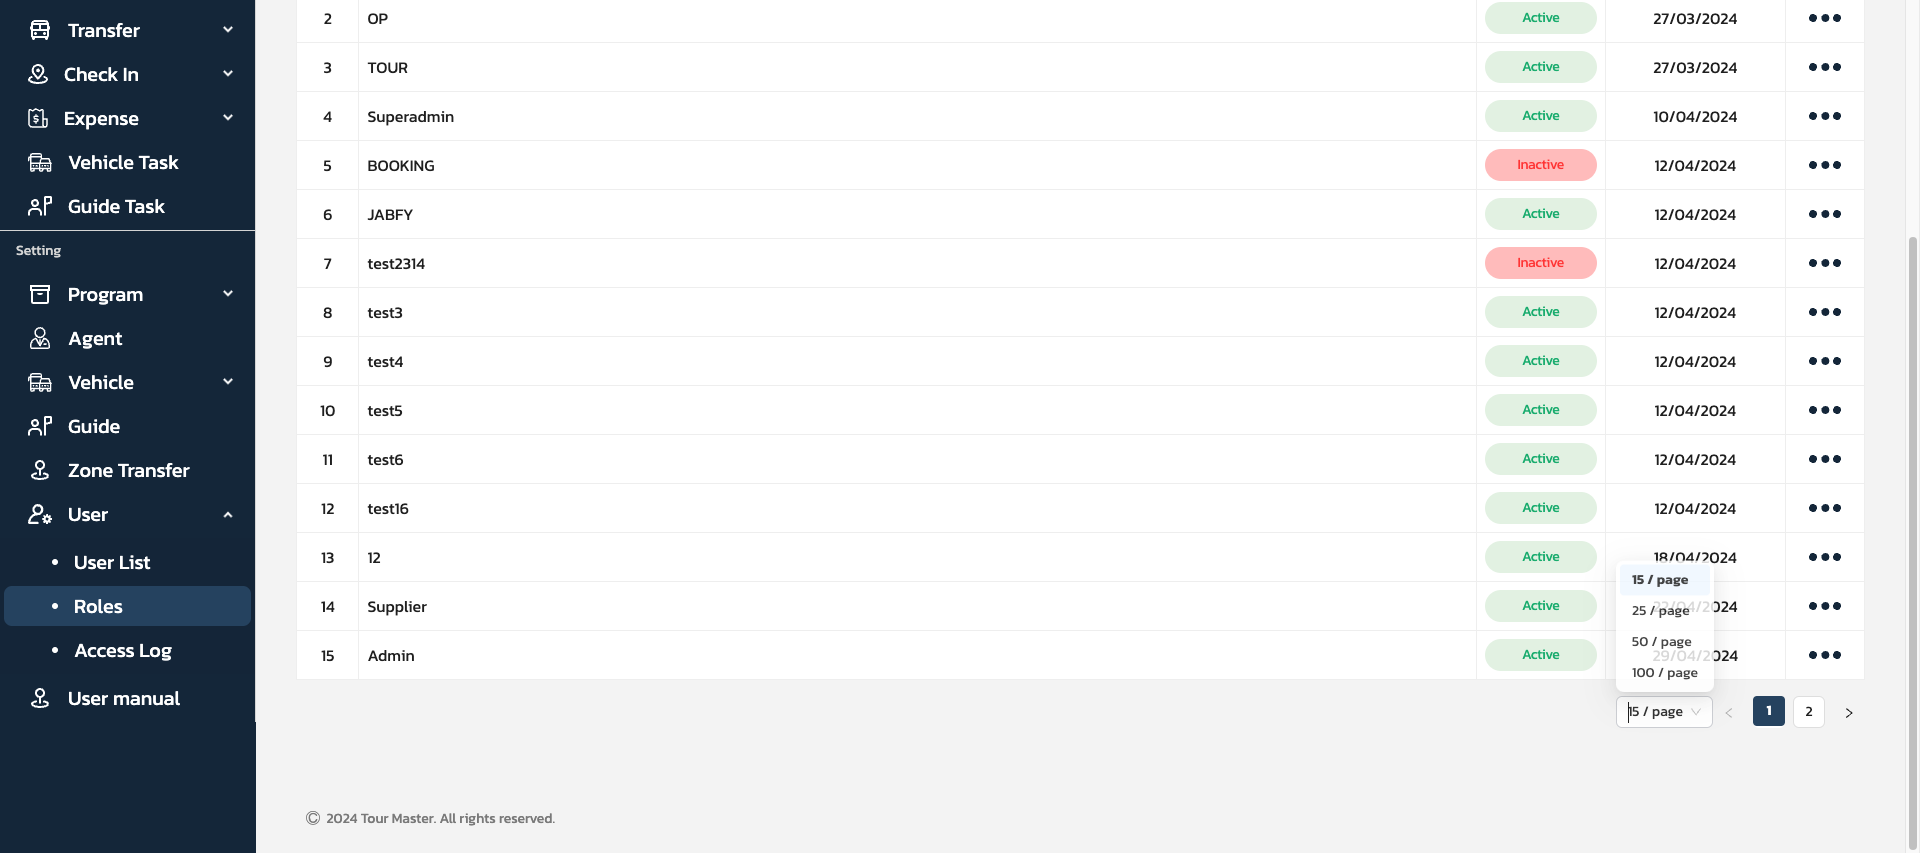 Transfer
Check In
Expense
Vehicle Task
Guide Task
Setting
Program
Agent
Vehicle
Guide
Zone Transfer
User
User List
Roles
Access Log
User manual
2 OP Active 27/03/2024
3 TOUR Active 27/03/2024
4 Superadmin Active 10/04/2024
5 BOOKING Inactive 12/04/2024
6 JABFY Active 12/04/2024
7 test2314 Inactive 12/04/2024
8 test3 Active 12/04/2024
9 test4 Active 12/04/2024
10 test5 Active 12/04/2024
11 test6 Active 12/04/2024
12 test16 Active 12/04/2024
13 12 Active 18/04/2024
14 Supplier Active 22/04/2024
15 Admin Active 29/04/2024
15 / page
25 / page
50 / page
100 / page
15 / page < 1 2 >
© 2024 Tour Master. All rights reserved.